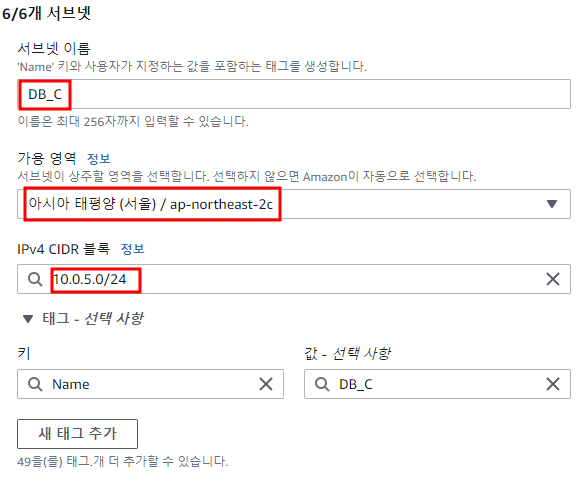 6/6개 서브넷
서브넷 이름
'Name' 키와 사용자가 지정하는 값을 포함하는 태그를 생성합니다.
DB_C
이름은 최대 256자까지 입력할 수 있습니다.
가용 영역 정보
서브넷이 상주할 영역을 선택합니다. 선택하지 않으면 Amazon이 자동으로 선택합니다.
아시아 태평양 (서울) / ap-northeast-2c
IPv4 CIDR 블록 정보
10.0.5.0/24
태그 - 선택 사항
키 값 - 선택 사항
Name DB_C
새 태그 추가
49을(를) 태그.개 더 추가할 수 있습니다.